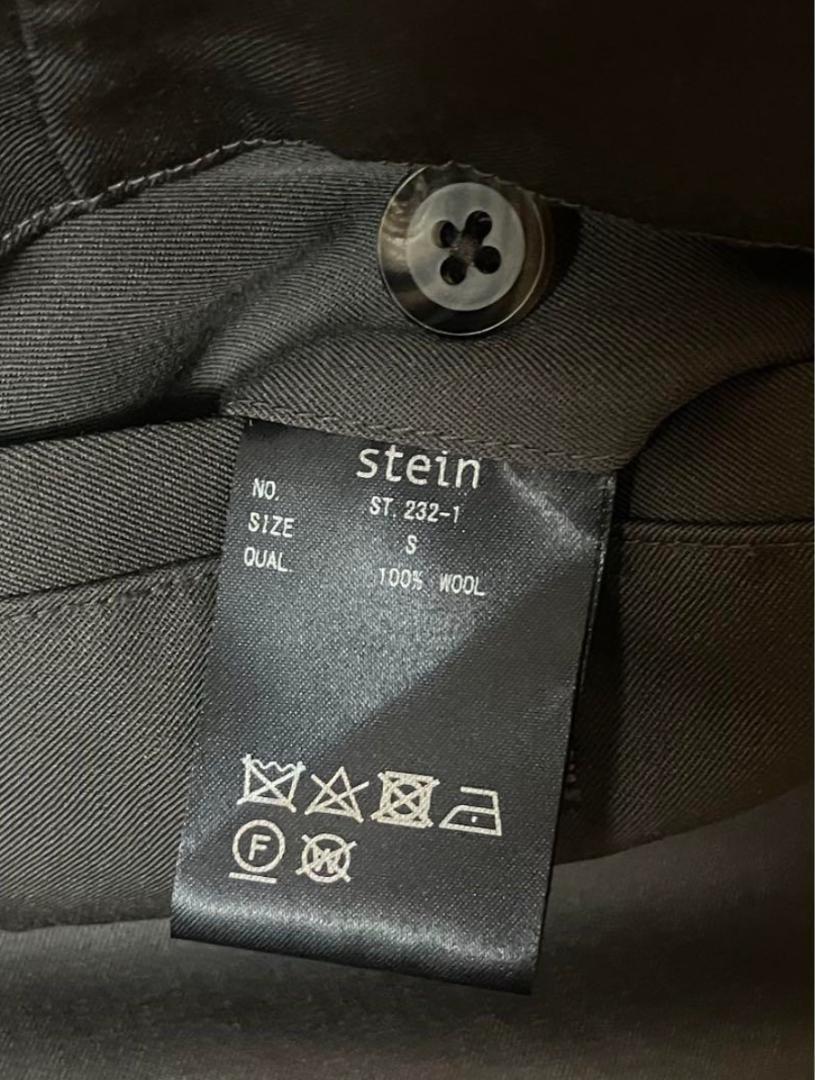 stein
NO. ST.232-1
SIZE S
QUAL. 100% WOOL
F W